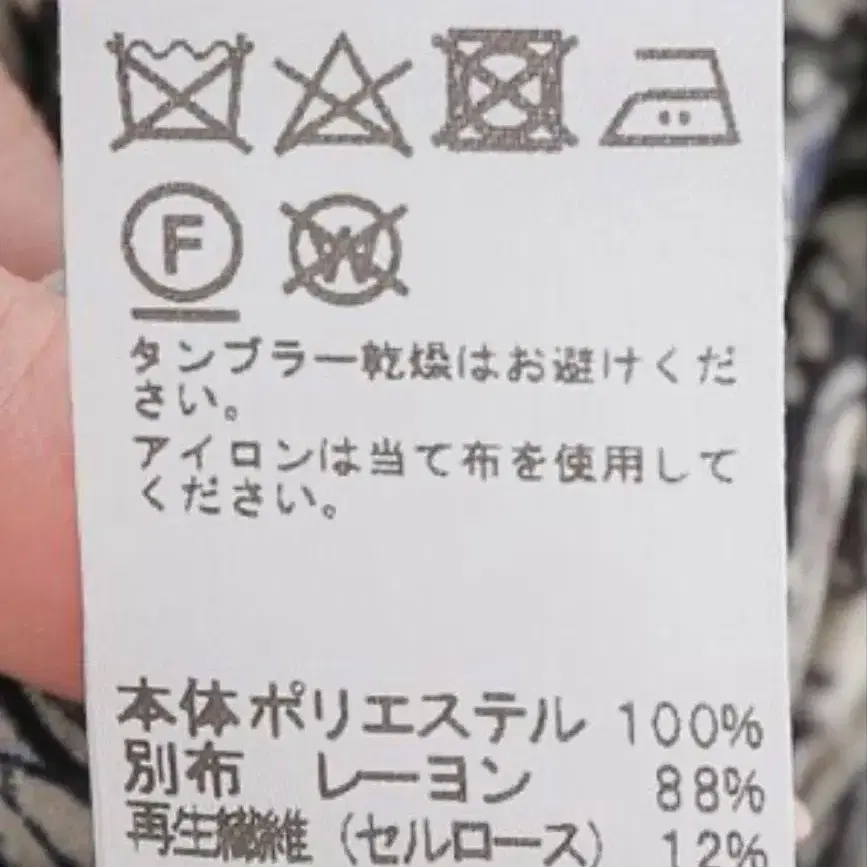 F W
タンブラー乾燥はお避けくだ
さい。
アイロンは当て布を使用して
ください。
本体ポリエステル 100%
別布 レーヨン 88%
再生繊維(セルロース) 12%